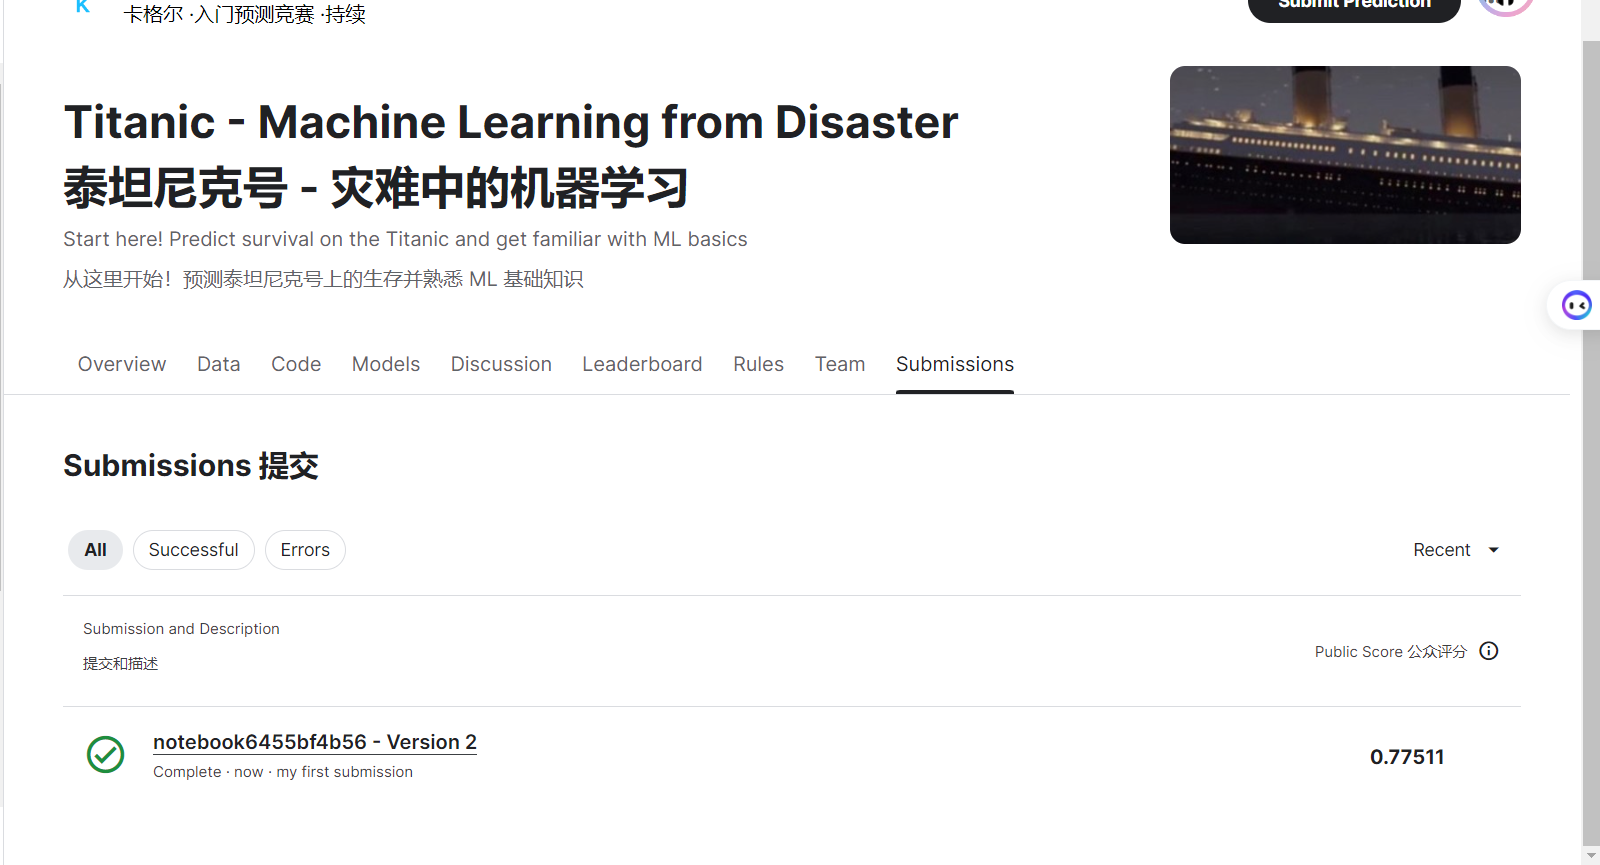 K
卡格尔 ·入门预测竞赛 ·持续
Submit Prediction
Titanic - Machine Learning from Disaster
泰坦尼克号 - 灾难中的机器学习
Start here! Predict survival on the Titanic and get familiar with ML basics
从这里开始！预测泰坦尼克号上的生存并熟悉 ML 基础知识
Overview Data Code Models Discussion Leaderboard Rules Team Submissions
Submissions 提交
All Successful Errors Recent
Submission and Description
提交和描述
Public Score 公众评分
notebook6455bf4b56 - Version 2
Complete · now · my first submission
0.77511